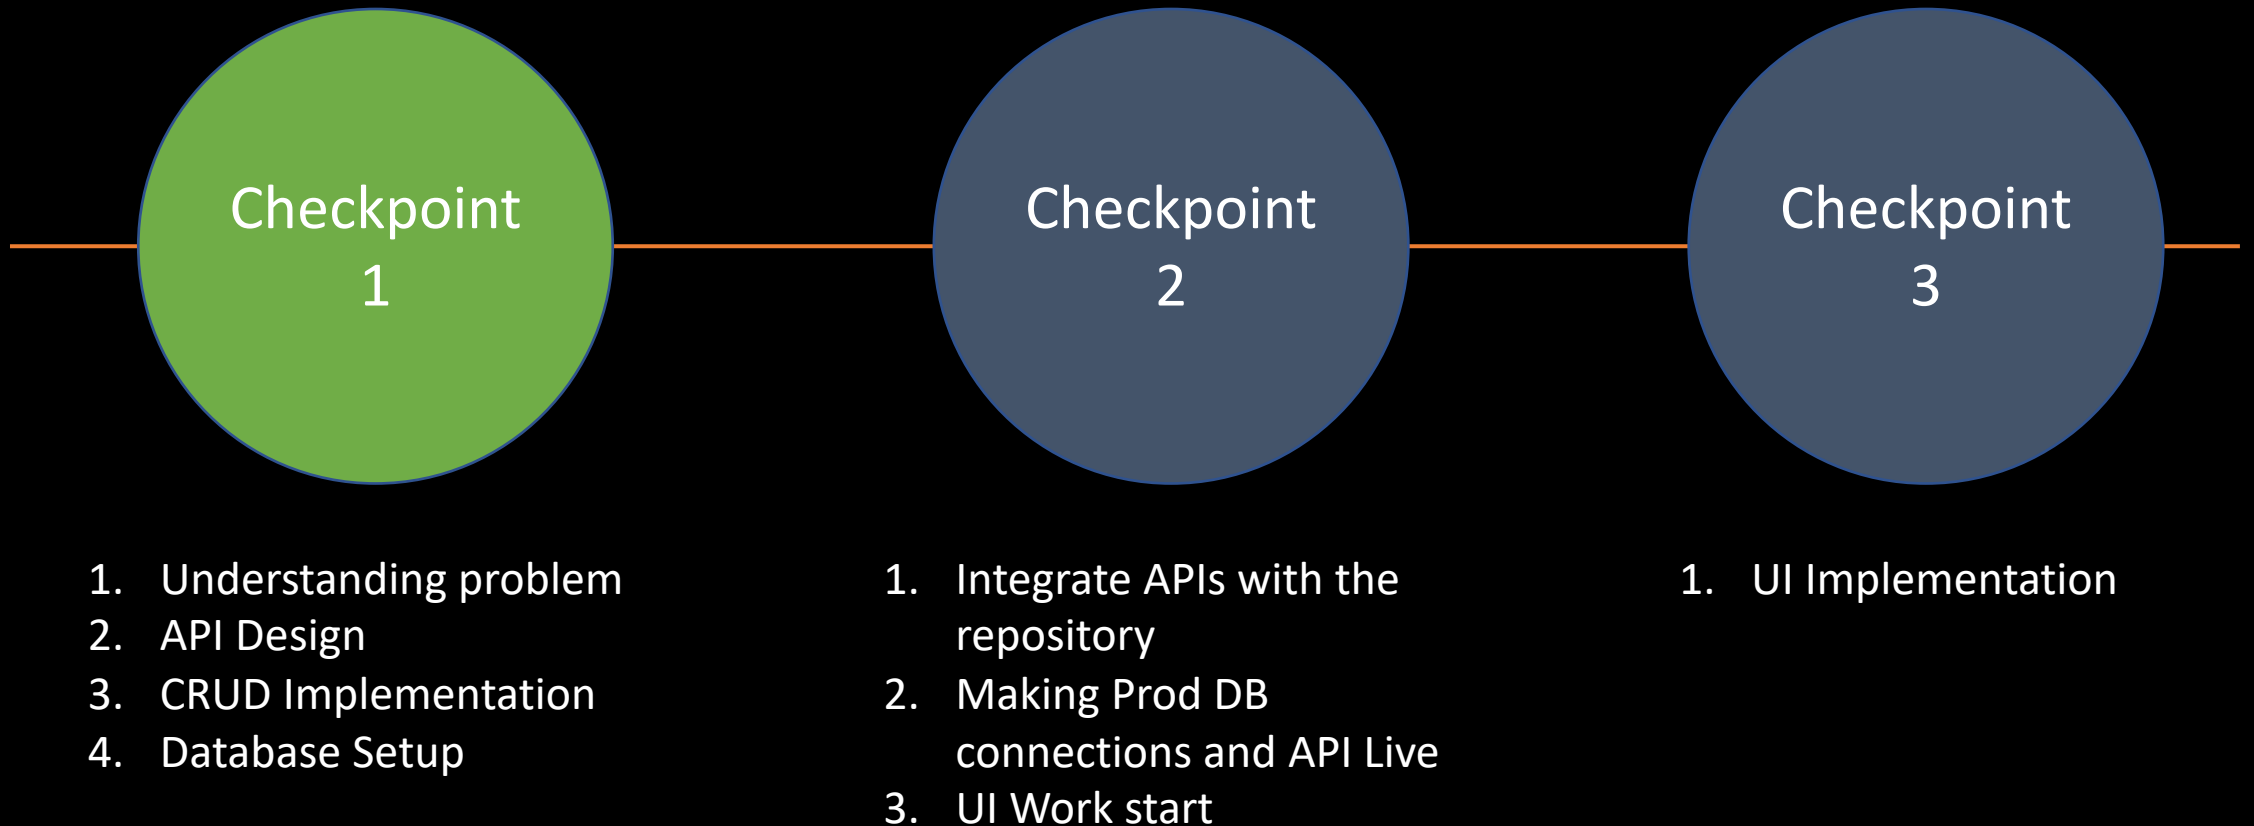 Checkpoint
1
Checkpoint
2
Checkpoint
3
1. Understanding problem
2. API Design
3. CRUD Implementation
4. Database Setup
1. Integrate APIs with the
repository
2. Making Prod DB
connections and API Live
3. UI Work start
1. UI Implementation